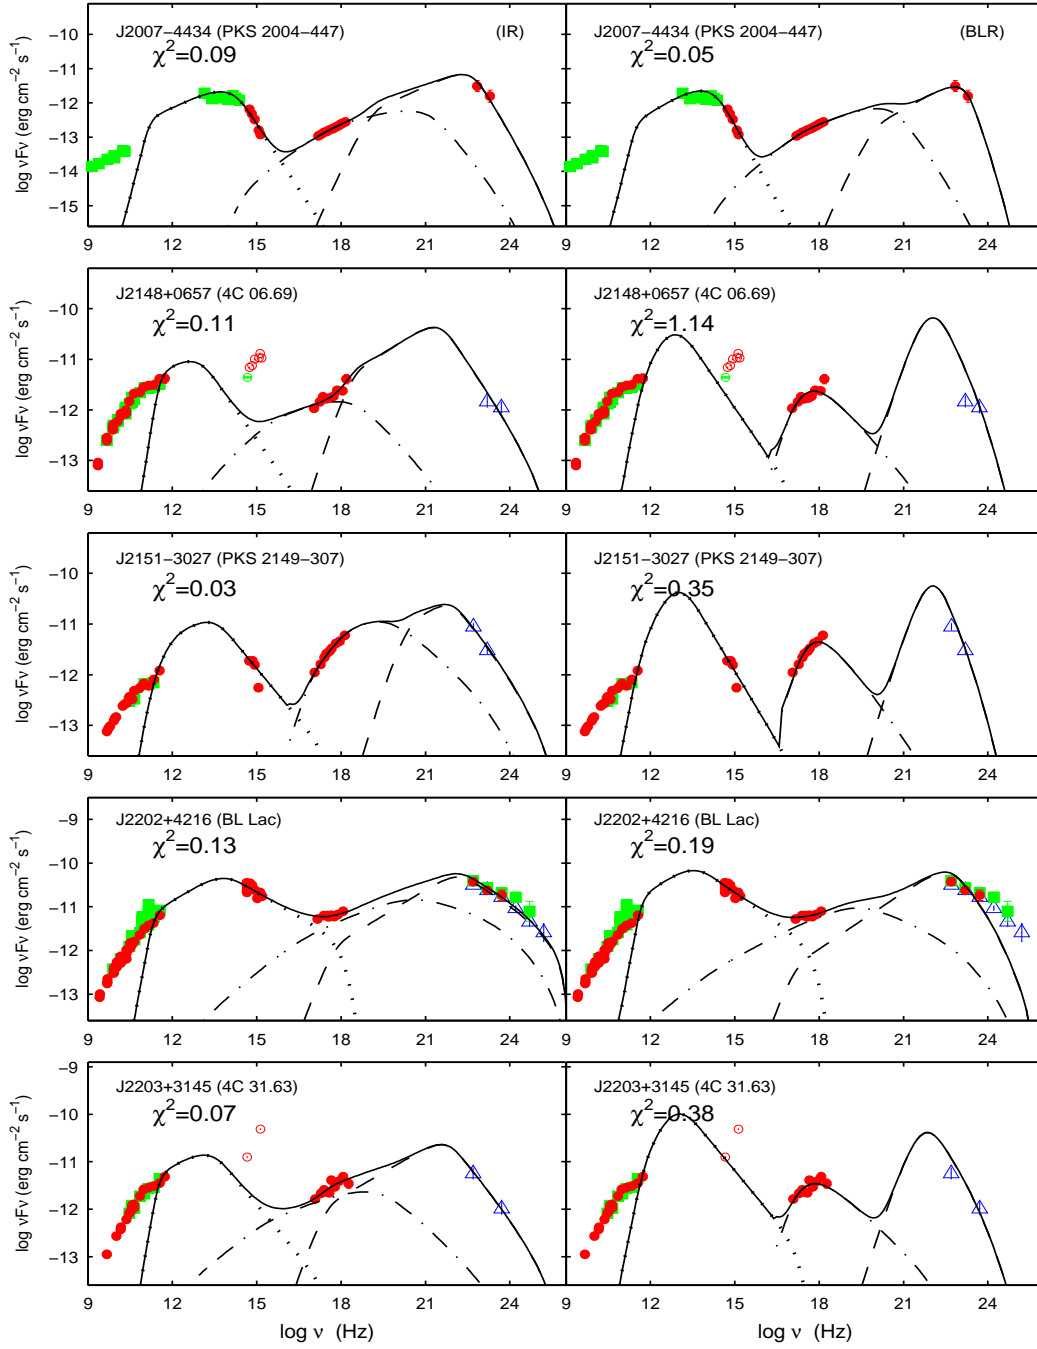 J2007−4434 (PKS 2004−447) (IR)
χ²=0.09
J2007−4434 (PKS 2004−447) (BLR)
χ²=0.05
−10
−11
−12
−13
−14
−15
log νFν (erg cm⁻² s⁻¹)
9 12 15 18 21 24
9 12 15 18 21 24
J2148+0657 (4C 06.69)
χ²=0.11
J2148+0657 (4C 06.69)
χ²=1.14
−10
−11
−12
−13
log νFν (erg cm⁻² s⁻¹)
9 12 15 18 21 24
9 12 15 18 21 24
J2151−3027 (PKS 2149−307)
χ²=0.03
J2151−3027 (PKS 2149−307)
χ²=0.35
−10
−11
−12
−13
log νFν (erg cm⁻² s⁻¹)
9 12 15 18 21 24
9 12 15 18 21 24
J2202+4216 (BL Lac)
χ²=0.13
J2202+4216 (BL Lac)
χ²=0.19
−9
−10
−11
−12
−13
log νFν (erg cm⁻² s⁻¹)
9 12 15 18 21 24
9 12 15 18 21 24
J2203+3145 (4C 31.63)
χ²=0.07
J2203+3145 (4C 31.63)
χ²=0.38
−9
−10
−11
−12
−13
log νFν (erg cm⁻² s⁻¹)
9 12 15 18 21 24
9 12 15 18 21 24
log ν (Hz)
log ν (Hz)